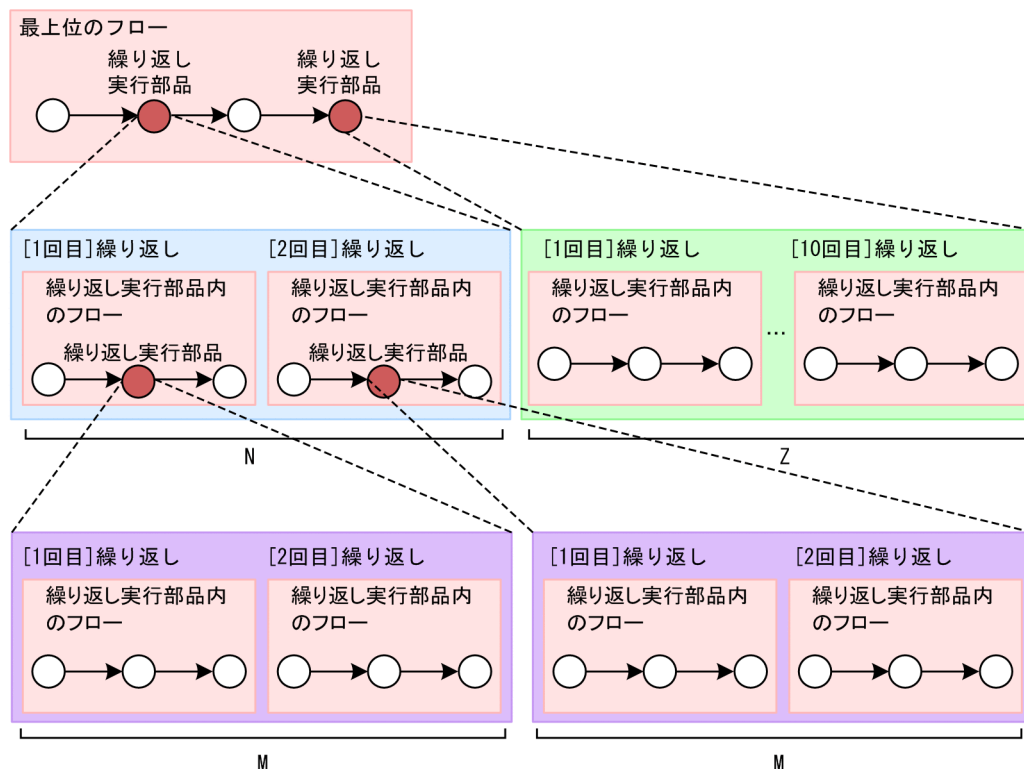 最上位のフロー
繰り返し
実行部品
繰り返し
実行部品
[1回目]繰り返し
繰り返し実行部品内
のフロー
繰り返し実行部品
[2回目]繰り返し
繰り返し実行部品内
のフロー
繰り返し実行部品
[1回目]繰り返し
繰り返し実行部品内
のフロー
...
[10回目]繰り返し
繰り返し実行部品内
のフロー
N
Z
[1回目]繰り返し
繰り返し実行部品内
のフロー
[2回目]繰り返し
繰り返し実行部品内
のフロー
[1回目]繰り返し
繰り返し実行部品内
のフロー
[2回目]繰り返し
繰り返し実行部品内
のフロー
M
M